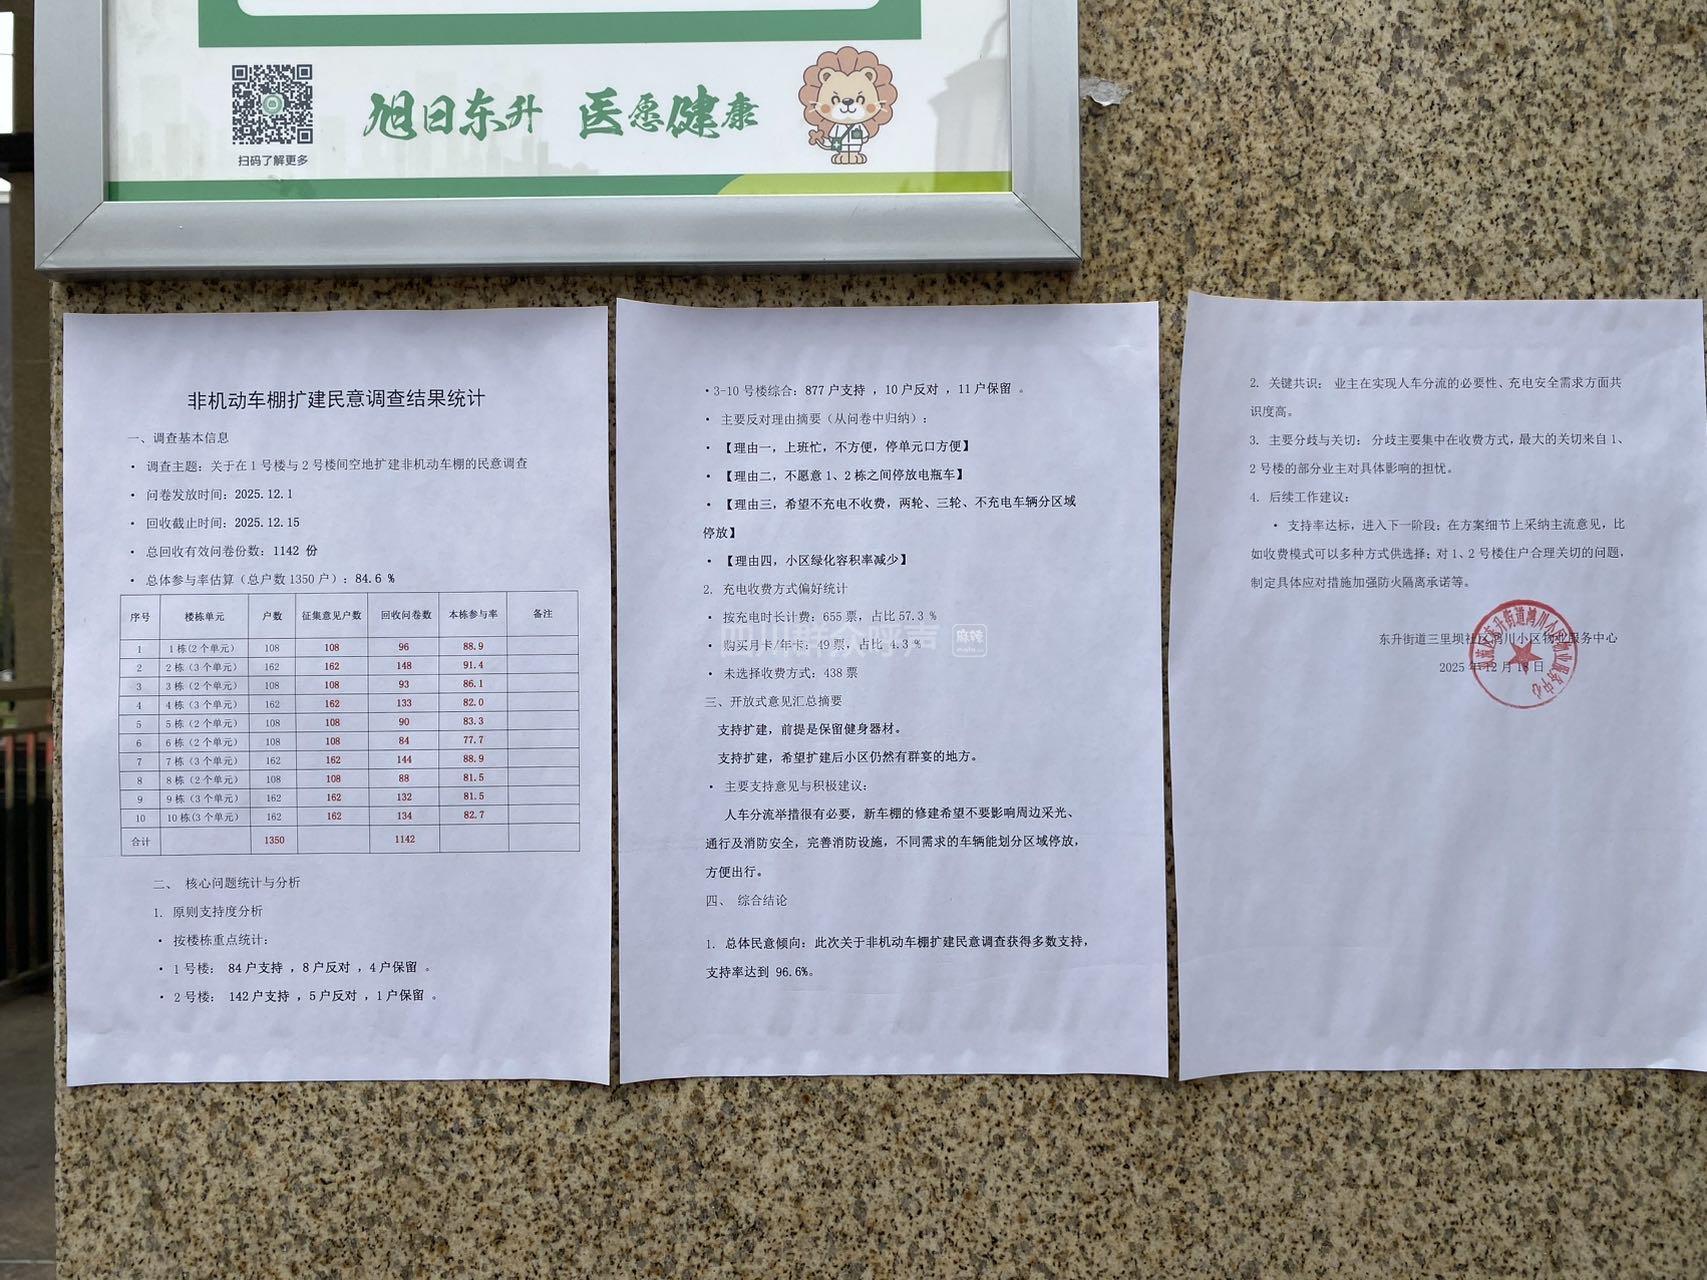 扫码了解更多
旭日东升 医愿健康
非机动车棚扩建民意调查结果统计
一、调查基本信息
· 调查主题：关于在1号楼与2号楼间空地扩建非机动车棚的民意调查
· 问卷发放时间：2025.12.1
· 回收截止时间：2025.12.15
· 总回收有效问卷份数：1142 份
· 总体参与率估算（总户数1350户）：84.6 %
序号 楼栋单元 户数 征集意见户数 回收问卷数 本栋参与率 备注
1 1栋(2个单元) 108 108 96 88.9
2 2栋（3个单元） 162 162 148 91.4
3 3栋（2个单元） 108 108 93 86.1
4 4栋（3个单元） 162 162 133 82.0
5 5栋（2个单元） 108 108 90 83.3
6 6栋（2个单元） 108 108 84 77.7
7 7栋（3个单元） 162 162 144 88.9
8 8栋（2个单元） 108 108 88 81.5
9 9栋（3个单元） 162 162 132 81.5
10 10栋(3个单元） 162 162 134 82.7
合计 1350 1142
二、 核心问题统计与分析
1. 原则支持度分析
· 按楼栋重点统计：
· 1号楼： 84户支持 ，8户反对 ，4户保留 。
· 2号楼： 142户支持 ，5户反对 ，1户保留 。
·3-10号楼综合：877户支持 ，10户反对 ，11户保留 。
· 主要反对理由摘要（从问卷中归纳）：
· 【理由一，上班忙，不方便，停单元口方便】
· 【理由二，不愿意1、2栋之间停放电瓶车】
· 【理由三，希望不充电不收费，两轮、三轮、不充电车辆分区域
停放】
· 【理由四，小区绿化容积率减少】
2. 充电收费方式偏好统计
· 按充电时长计费：655票，占比57.3 %
· 购买月卡/年卡：49票，占比 4.3 %
· 未选择收费方式：438票
三、开放式意见汇总摘要
支持扩建，前提是保留健身器材。
支持扩建，希望扩建后小区仍然有群宴的地方。
· 主要支持意见与积极建议：
人车分流举措很有必要，新车棚的修建希望不要影响周边采光、
通行及消防安全，完善消防设施，不同需求的车辆能划分区域停放，
方便出行。
四、 综合结论
1. 总体民意倾向：此次关于非机动车棚扩建民意调查获得多数支持，
支持率达到 96.6%。
2. 关键共识： 业主在实现人车分流的必要性、充电安全需求方面共
识度高。
3. 主要分歧与关切： 分歧主要集中在收费方式，最大的关切来自1、
2号楼的部分业主对具体影响的担忧。
4. 后续工作建议：
· 支持率达标，进入下一阶段；在方案细节上采纳主流意见，比
如收费模式可以多种方式供选择；对1、2号楼住户合理关切的问题，
制定具体应对措施加强防火隔离承诺等。
东升街道三里坝社区鸿川小区物业服务中心
2025年12月1日
四川群众呼声
麻辣